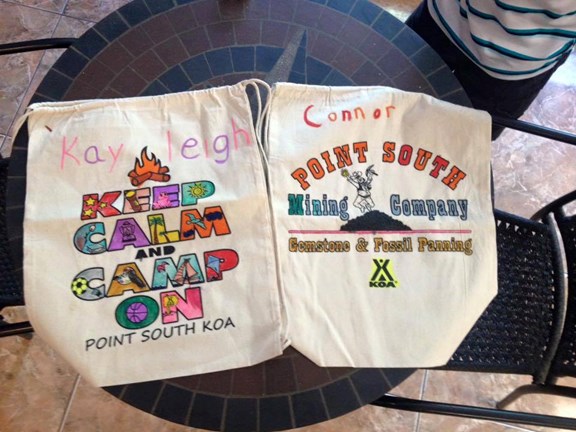 Kay leigh
KEEP
CALM
AND
CAMP
ON
POINT SOUTH KOA
Connor
POINT SOUTH
Mining Company
Gemstone & Fossil Panning
KOA